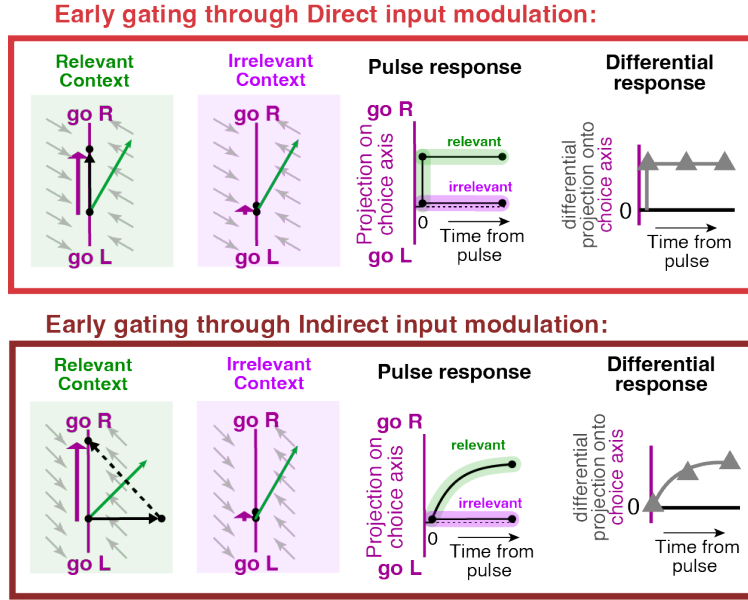 Early gating through Direct input modulation:
Relevant
Context
go R
go L
Irrelevant
Context
go R
go L
Pulse response
go R
Projection on
choice axis
go L
relevant
irrelevant
0
Time from
pulse
Differential
response
differential
projection onto
choice axis
0
Time from
pulse
Early gating through Indirect input modulation:
Relevant
Context
go R
go L
Irrelevant
Context
go R
go L
Pulse response
go R
Projection on
choice axis
go L
relevant
irrelevant
0
Time from
pulse
Differential
response
differential
projection onto
choice axis
0
Time from
pulse